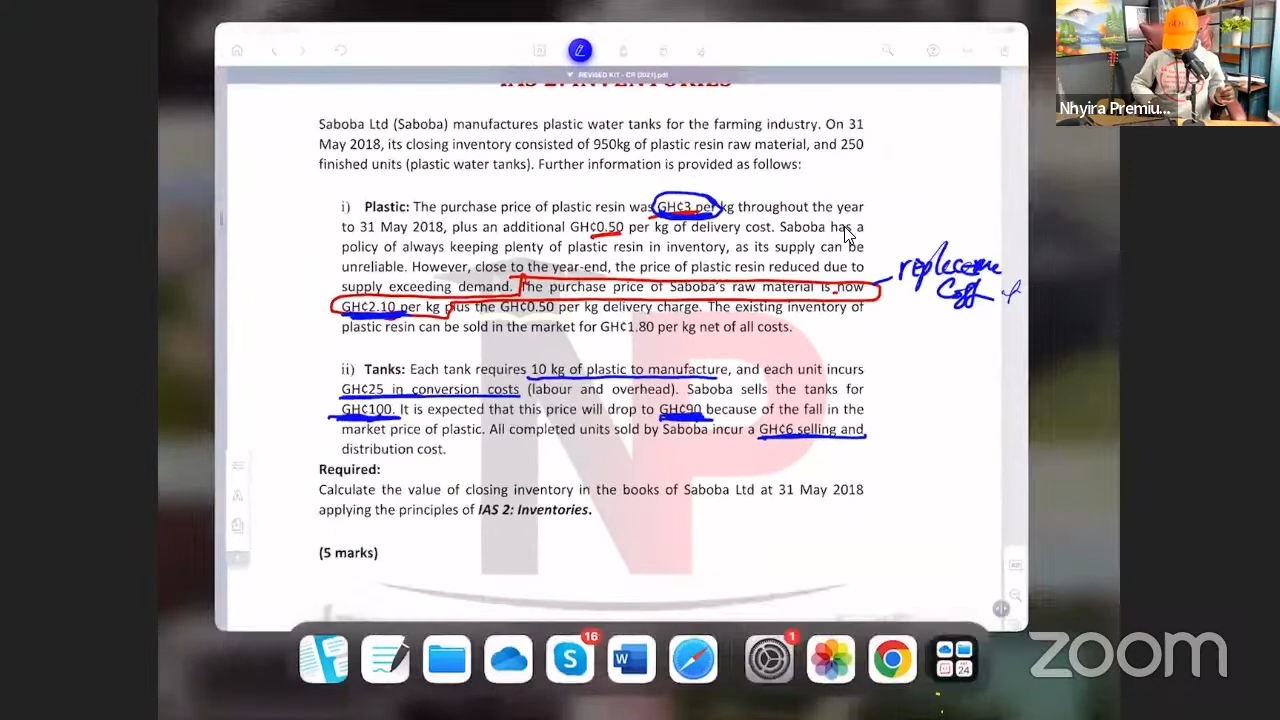 REVISED KIT - CR (2021).pdf
IAS 2: INVENTORIES
Nhyira Premiu...
Saboba Ltd (Saboba) manufactures plastic water tanks for the farming industry. On 31
May 2018, its closing inventory consisted of 950kg of plastic resin raw material, and 250
finished units (plastic water tanks). Further information is provided as follows:
i) Plastic: The purchase price of plastic resin was GH₵3 per kg throughout the year
to 31 May 2018, plus an additional GH₵0.50 per kg of delivery cost. Saboba has a
policy of always keeping plenty of plastic resin in inventory, as its supply can be
unreliable. However, close to the year-end, the price of plastic resin reduced due to
supply exceeding demand. The purchase price of Saboba's raw material is now
GH₵2.10 per kg plus the GH₵0.50 per kg delivery charge. The existing inventory of
plastic resin can be sold in the market for GH₵1.80 per kg net of all costs.
ii) Tanks: Each tank requires 10 kg of plastic to manufacture, and each unit incurs
GH₵25 in conversion costs (labour and overhead). Saboba sells the tanks for
GH₵100. It is expected that this price will drop to GH₵90 because of the fall in the
market price of plastic. All completed units sold by Saboba incur a GH₵6 selling and
distribution cost.
Required:
Calculate the value of closing inventory in the books of Saboba Ltd at 31 May 2018
applying the principles of IAS 2: Inventories.
(5 marks)
NP
16
1
24
zoom